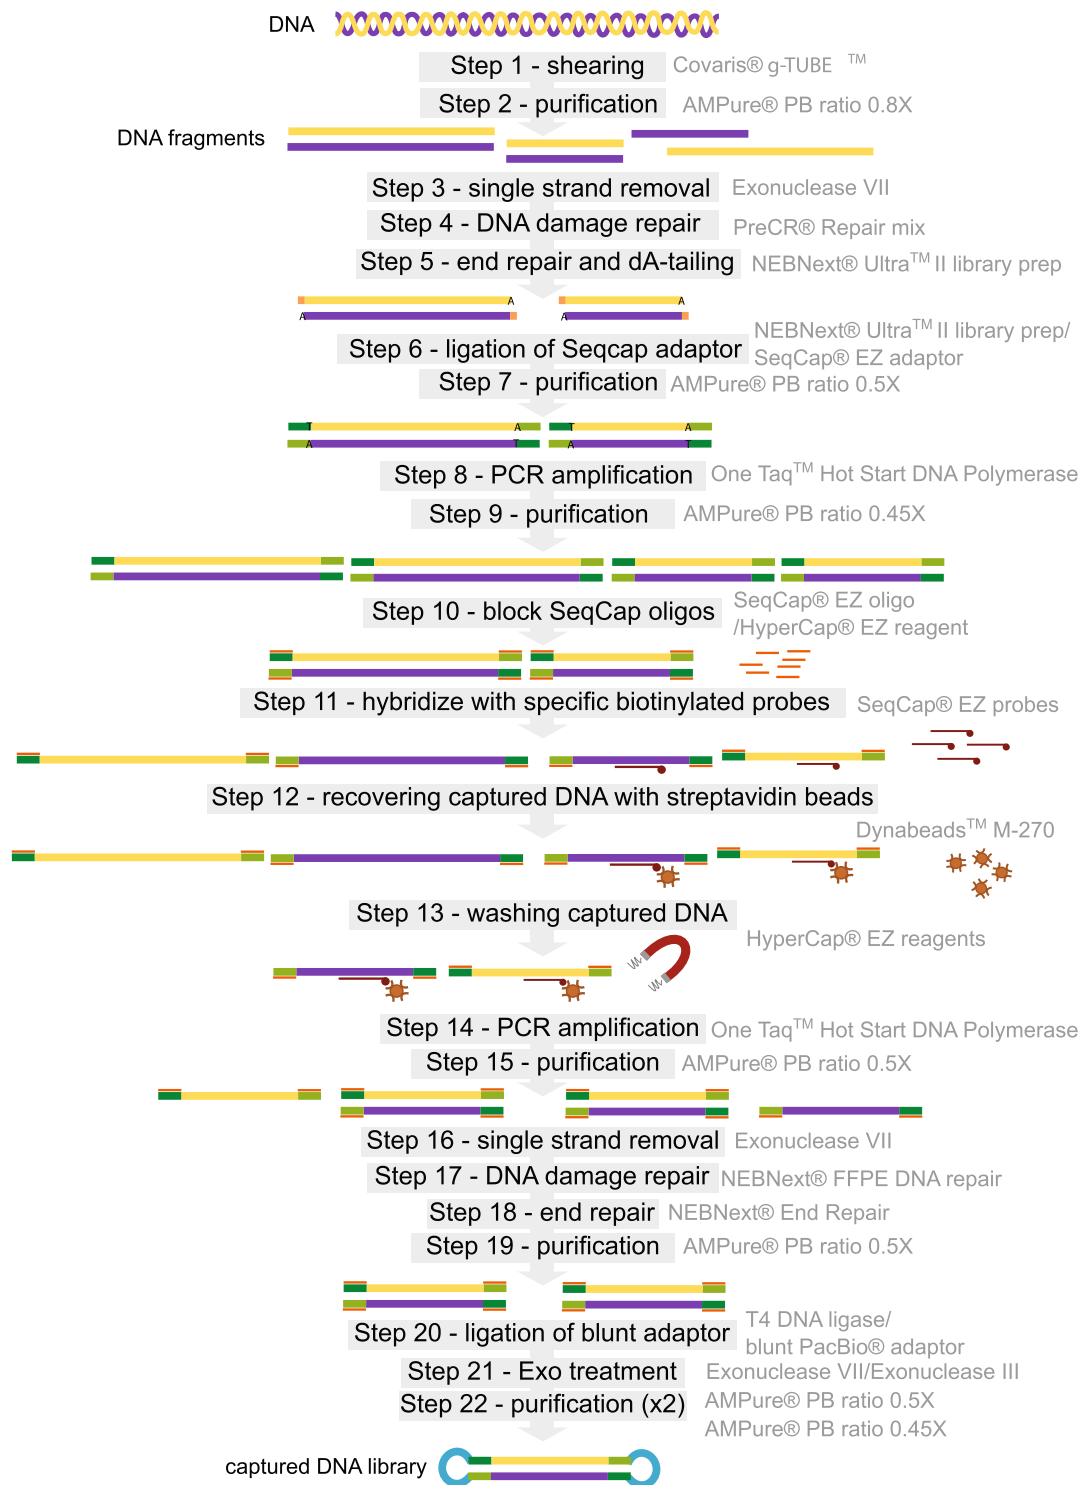 DNA
Step 1 - shearing
Covaris® g-TUBE ™
Step 2 - purification
AMPure® PB ratio 0.8X
DNA fragments
Step 3 - single strand removal
Exonuclease VII
Step 4 - DNA damage repair
PreCR® Repair mix
Step 5 - end repair and dA-tailing
NEBNext® Ultra™ II library prep
A
A
A
A
NEBNext® Ultra™ II library prep/
Step 6 - ligation of Seqcap adaptor
SeqCap® EZ adaptor
Step 7 - purification
AMPure® PB ratio 0.5X
T
A
T
A
A
T
A
T
Step 8 - PCR amplification
One Taq™ Hot Start DNA Polymerase
Step 9 - purification
AMPure® PB ratio 0.45X
Step 10 - block SeqCap oligos
SeqCap® EZ oligo
/HyperCap® EZ reagent
Step 11 - hybridize with specific biotinylated probes
SeqCap® EZ probes
Step 12 - recovering captured DNA with streptavidin beads
Dynabeads™ M-270
Step 13 - washing captured DNA
HyperCap® EZ reagents
Step 14 - PCR amplification
One Taq™ Hot Start DNA Polymerase
Step 15 - purification
AMPure® PB ratio 0.5X
Step 16 - single strand removal
Exonuclease VII
Step 17 - DNA damage repair
NEBNext® FFPE DNA repair
Step 18 - end repair
NEBNext® End Repair
Step 19 - purification
AMPure® PB ratio 0.5X
Step 20 - ligation of blunt adaptor
T4 DNA ligase/
blunt PacBio® adaptor
Step 21 - Exo treatment
Exonuclease VII/Exonuclease III
Step 22 - purification (x2)
AMPure® PB ratio 0.5X
AMPure® PB ratio 0.45X
captured DNA library